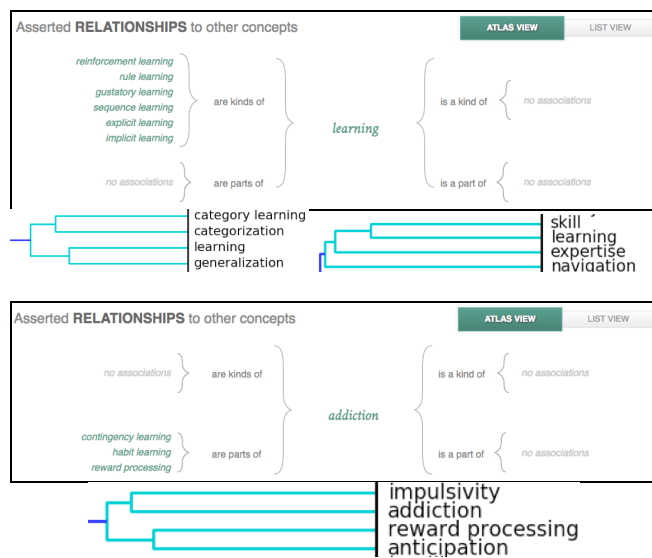 Asserted RELATIONSHIPS to other concepts
ATLAS VIEW
LIST VIEW
reinforcement learning
rule learning
gustatory learning
sequence learning
explicit learning
implicit learning
are kinds of
no associations
are parts of
learning
is a kind of
no associations
is a part of
no associations
category learning
categorization
learning
generalization
skill
learning
expertise
navigation
Asserted RELATIONSHIPS to other concepts
ATLAS VIEW
LIST VIEW
no associations
are kinds of
contingency learning
habit learning
reward processing
are parts of
addiction
is a kind of
no associations
is a part of
no associations
impulsivity
addiction
reward processing
anticipation